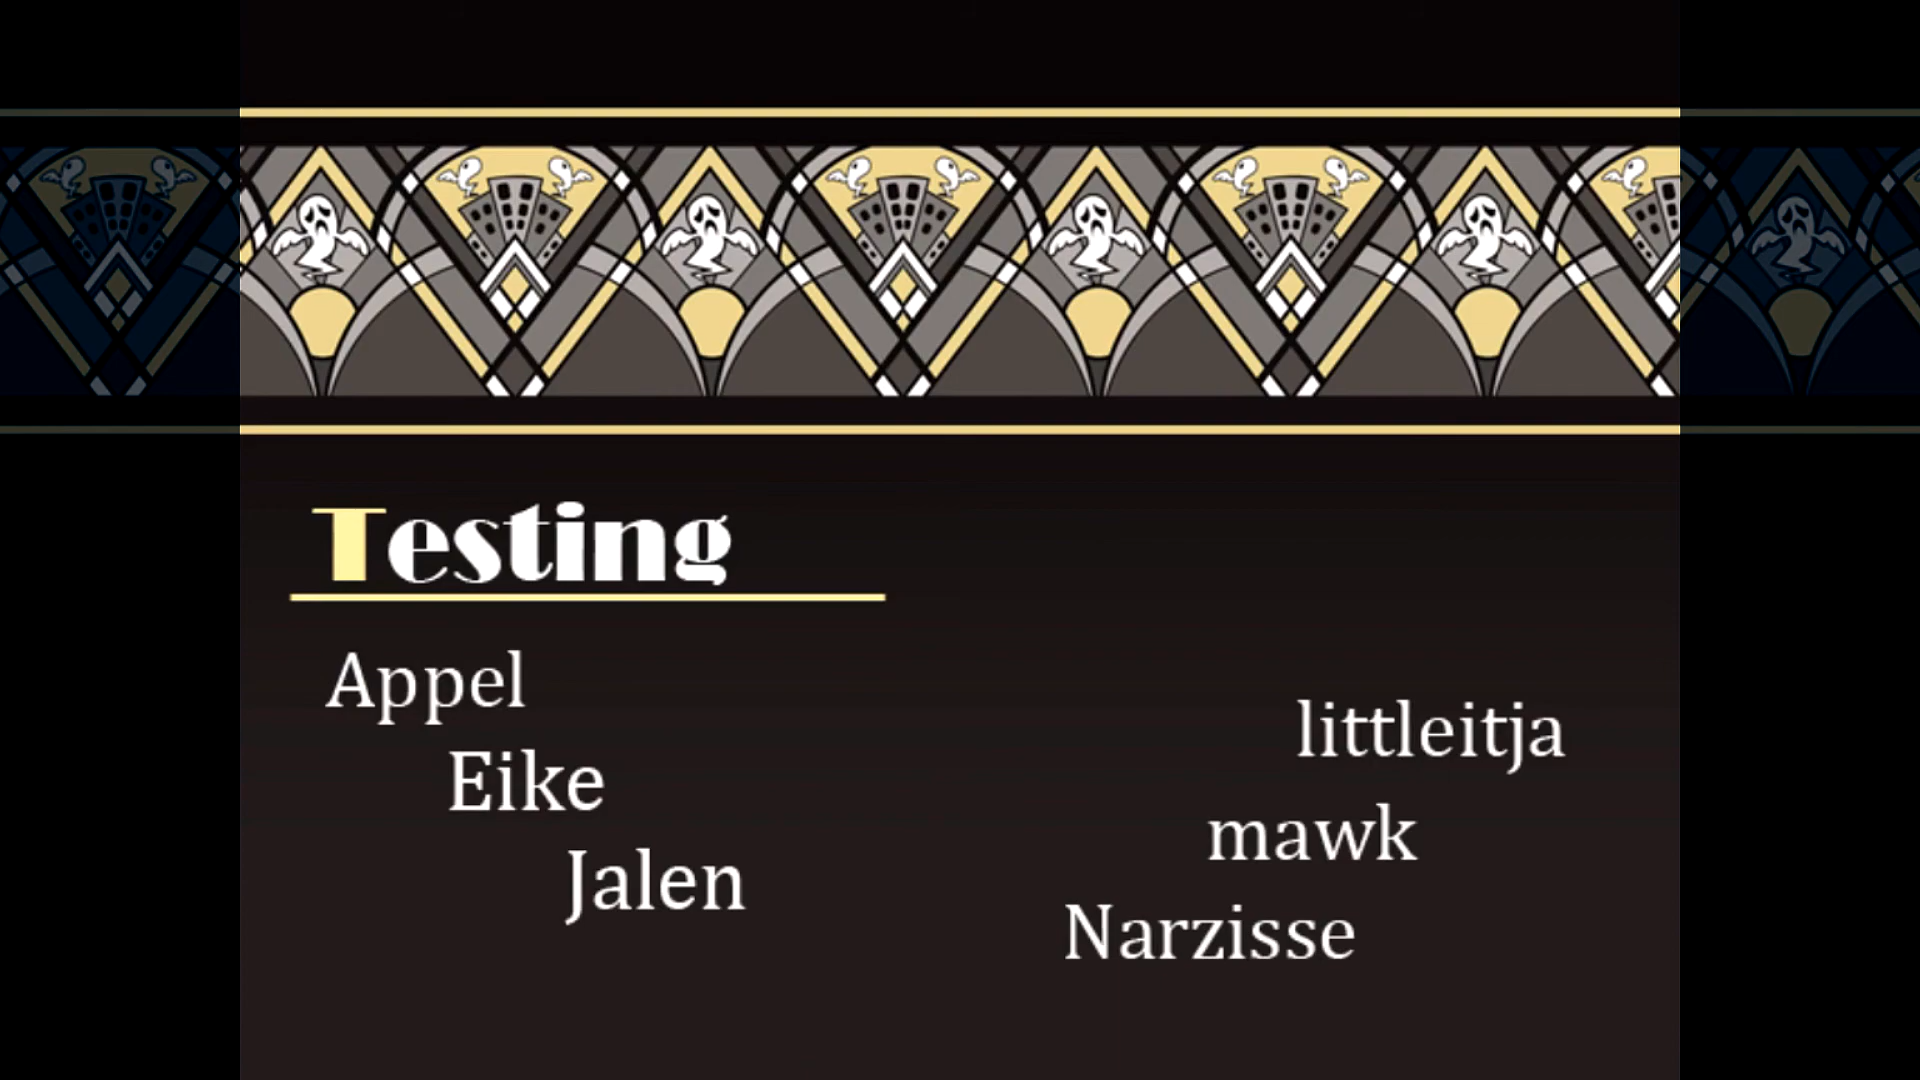 Testing
Appel
Eike
Jalen
littleitja
mawk
Narzisse